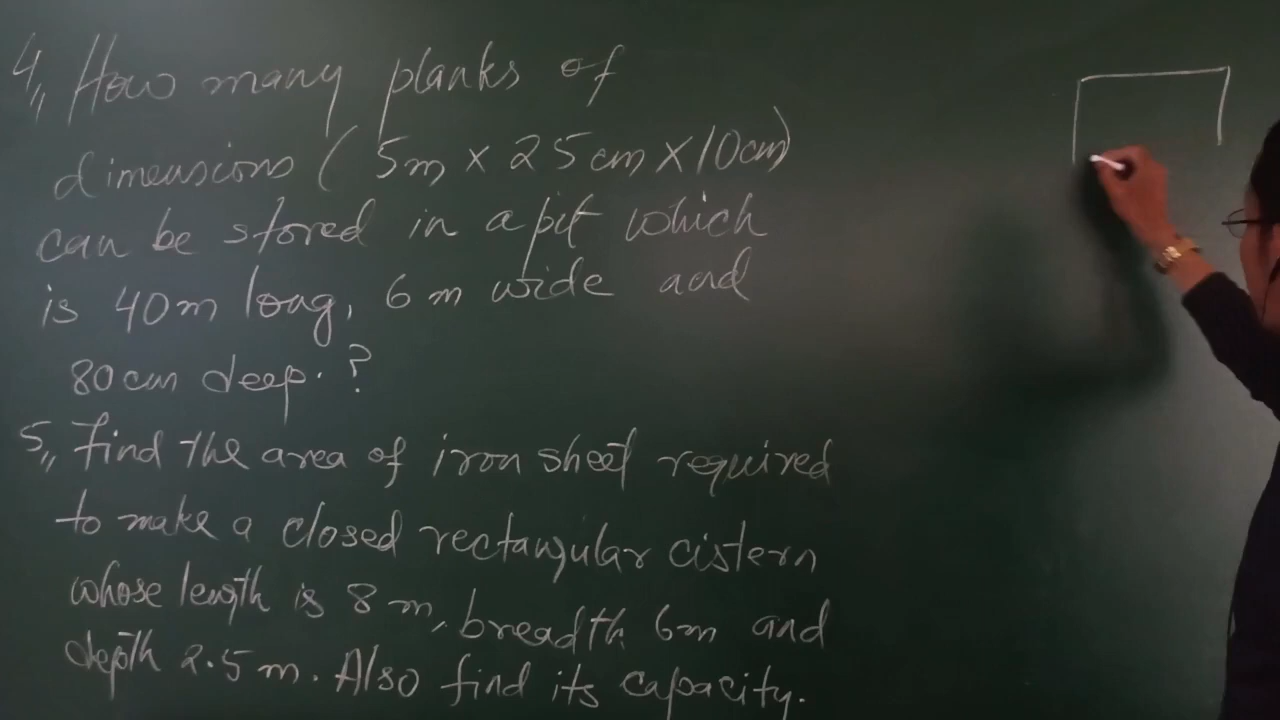 4,, How many planks of
dimensions (5m × 25cm × 10cm)
can be stored in a pit which
is 40m long, 6m wide and
80cm deep. ?
5,, Find the area of iron sheet required
to make a closed rectangular cistern
whose length is 8 m, breadth 6m and
depth 2.5m. Also find its capacity.